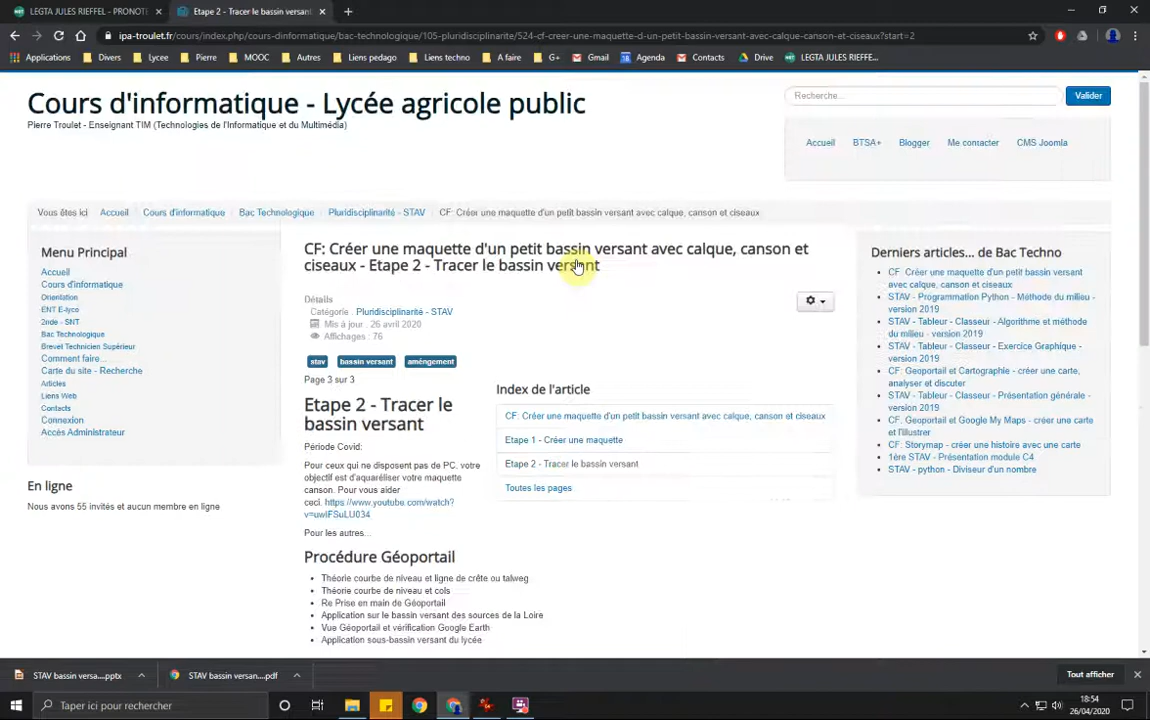 LEGTA JULES RIEFFEL - PRONOTE
Etape 2 - Tracer le bassin versant
ipa-troulet.fr/cours/index.php/cours-dinformatique/bac-technologique/105-pluridisciplinarite/524-cf-creer-une-maquette-d-un-petit-bassin-versant-avec-calque-canson-et-ciseaux?start=2
Applications Divers Lycee Pierre MOOC Autres Liens pedago Liens techno A faire G+ Gmail Agenda Contacts Drive LEGTA JULES RIEFFEL...
Cours d'informatique - Lycée agricole public
Pierre Troulet - Enseignant TIM (Technologies de l'Informatique et du Multimédia)
Recherche... Valider
Accueil BTSA+ Blogger Me contacter CMS Joomla
Vous êtes ici Accueil Cours d'informatique Bac Technologique Pluridisciplinarité - STAV CF: Créer une maquette d'un petit bassin versant avec calque, canson et ciseaux
Menu Principal
Accueil
Cours d'informatique
Orientation
ENT E-lyco
2nde - SNT
Bac Technologique
Brevet Technicien Supérieur
Comment faire...
Carte du site - Recherche
Articles
Liens Web
Contacts
Connexion
Accès Administrateur
En ligne
Nous avons 55 invités et aucun membre en ligne
CF: Créer une maquette d'un petit bassin versant avec calque, canson et
ciseaux - Etape 2 - Tracer le bassin versant
Détails
Catégorie : Pluridisciplinarité - STAV
Mis à jour : 26 avril 2020
Affichages : 76
stav bassin versant améngement
Page 3 sur 3
Etape 2 - Tracer le
bassin versant
Période Covid:
Pour ceux qui ne disposent pas de PC, votre
objectif est d'aquaréliser votre maquette
canson. Pour vous aider
ceci. https://www.youtube.com/watch?
v=uwIFSuLU034
Pour les autres...
Index de l'article
CF: Créer une maquette d'un petit bassin versant avec calque, canson et ciseaux
Etape 1 - Créer une maquette
Etape 2 - Tracer le bassin versant
Toutes les pages
Procédure Géoportail
Théorie courbe de niveau et ligne de crête ou talweg
Théorie courbe de niveau et cols
Re Prise en main de Géoportail
Application sur le bassin versant des sources de la Loire
Vue Géoportail et vérification Google Earth
Application sous-bassin versant du lycée
Derniers articles... de Bac Techno
CF: Créer une maquette d'un petit bassin versant
avec calque, canson et ciseaux
STAV - Programmation Python - Méthode du milieu -
version 2019
STAV - Tableur - Classeur - Algorithme et méthode
du milieu - version 2019
STAV - Tableur - Classeur - Exercice Graphique -
version 2019
CF: Geoportail et Cartographie - créer une carte,
analyser et discuter
STAV - Tableur - Classeur - Présentation générale -
version 2019
CF: Geoportail et Google My Maps - créer une carte
et l'illustrer
CF: Storymap - créer une histoire avec une carte
1ère STAV - Présentation module C4
STAV - python - Diviseur d'un nombre
STAV bassin versa....pptx STAV bassin versan....pdf Tout afficher
Taper ici pour rechercher
18:54
26/04/2020